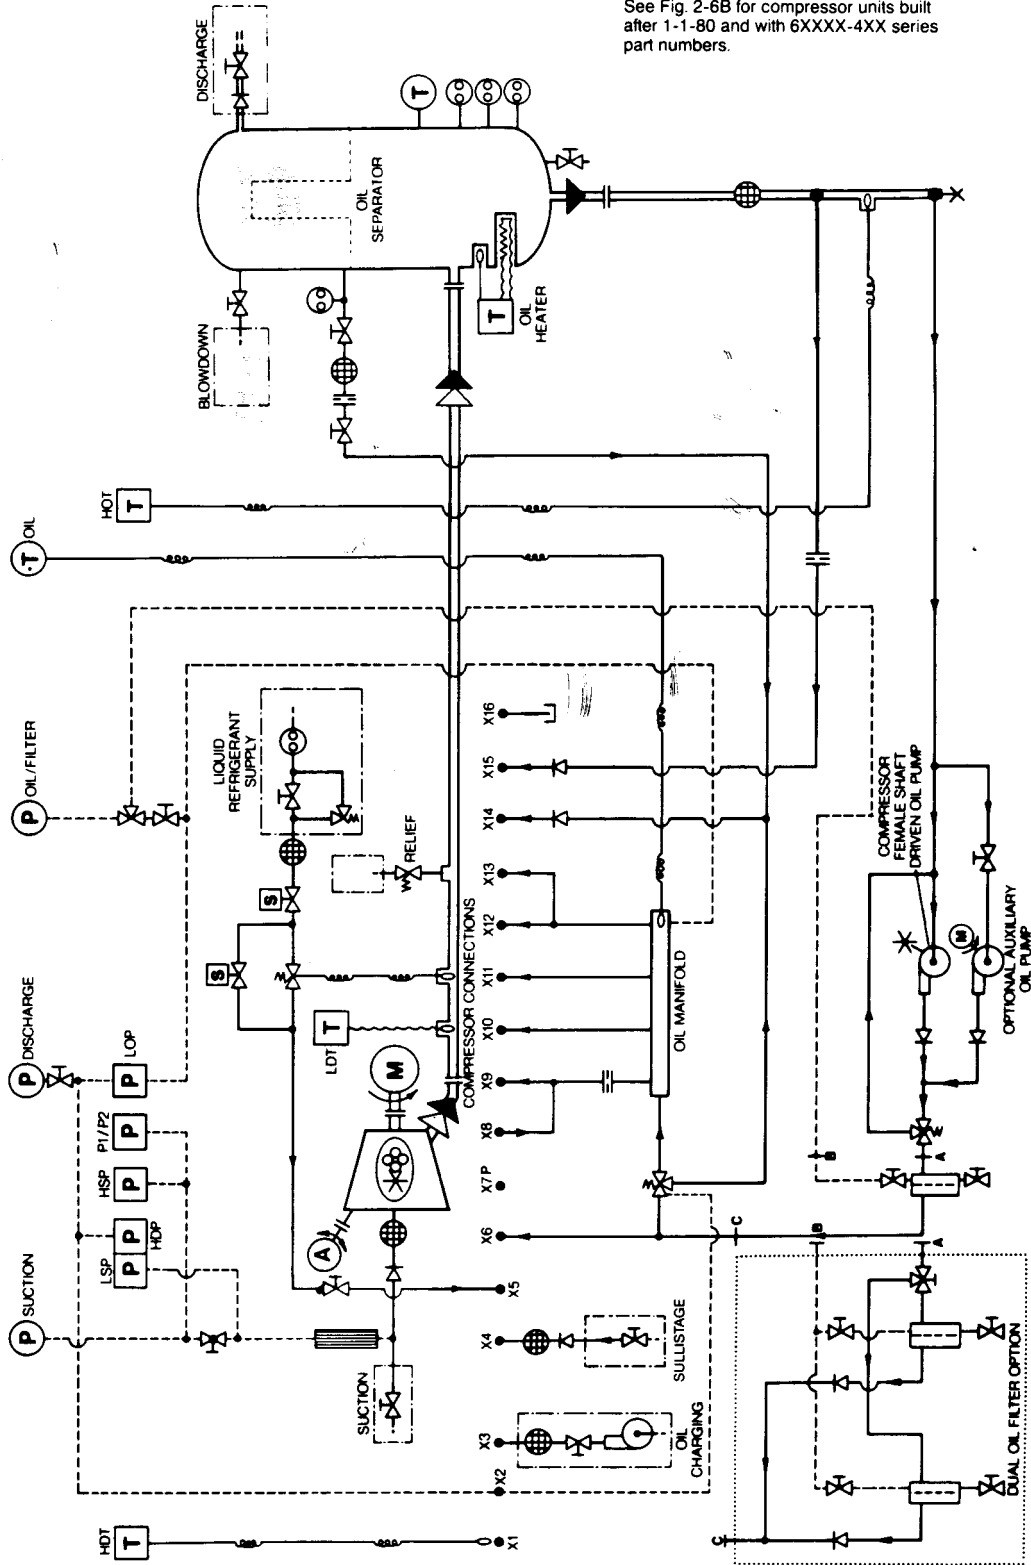 See Fig. 2-6B for compressor units built
after 1-1-80 and with 6XXXX-4XX series
part numbers.
DISCHARGE
T
OIL
SEPARATOR
BLOWDOWN
T
OIL
HEATER
HOT
T
T OIL
P OIL/FILTER
LIQUID
REFRIGERANT
SUPPLY
S
S
RELIEF
P DISCHARGE
P LOP
P P1/P2
P HSP
P HDP
P LSP
P SUCTION
LDT
T
M
A
COMPRESSOR CONNECTIONS
SUCTION
HDT
T
X1
X2
X3
X4
X5
X6
X7P
X8
X9
X10
X11
X12
X13
X14
X15
X16
OIL
CHARGING
SULLISTAGE
OIL MANIFOLD
COMPRESSOR
FEMALE SHAFT
DRIVEN OIL PUMP
M
OPTIONAL AUXILIARY
OIL PUMP
B
A
C
B
A
C
DUAL OIL FILTER OPTION